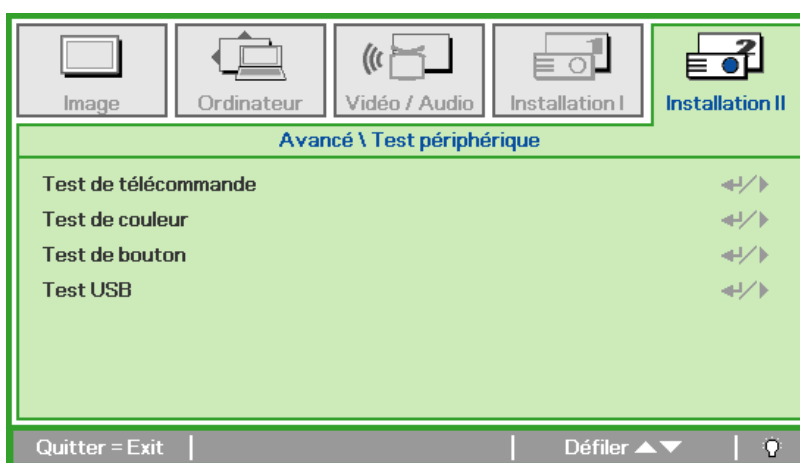 Image
Ordinateur
Vidéo / Audio
Installation I
Installation II
Avancé \ Test périphérique
Test de télécommande
Test de couleur
Test de bouton
Test USB
Quitter = Exit
Défiler